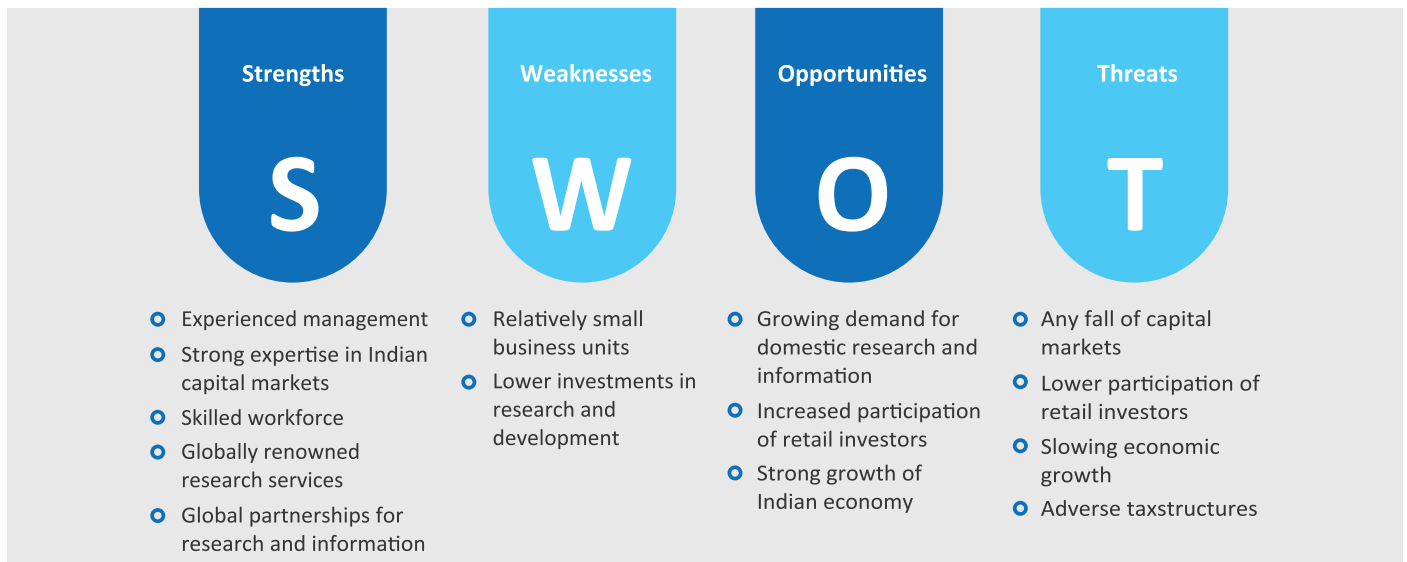 Strengths
S
Experienced management
Strong expertise in Indian
capital markets
Skilled workforce
Globally renowned
research services
Global partnerships for
research and information
Weaknesses
W
Relatively small
business units
Lower investments in
research and
development
Opportunities
O
Growing demand for
domestic research and
information
Increased participation
of retail investors
Strong growth of
Indian economy
Threats
T
Any fall of capital
markets
Lower participation of
retail investors
Slowing economic
growth
Adverse taxstructures